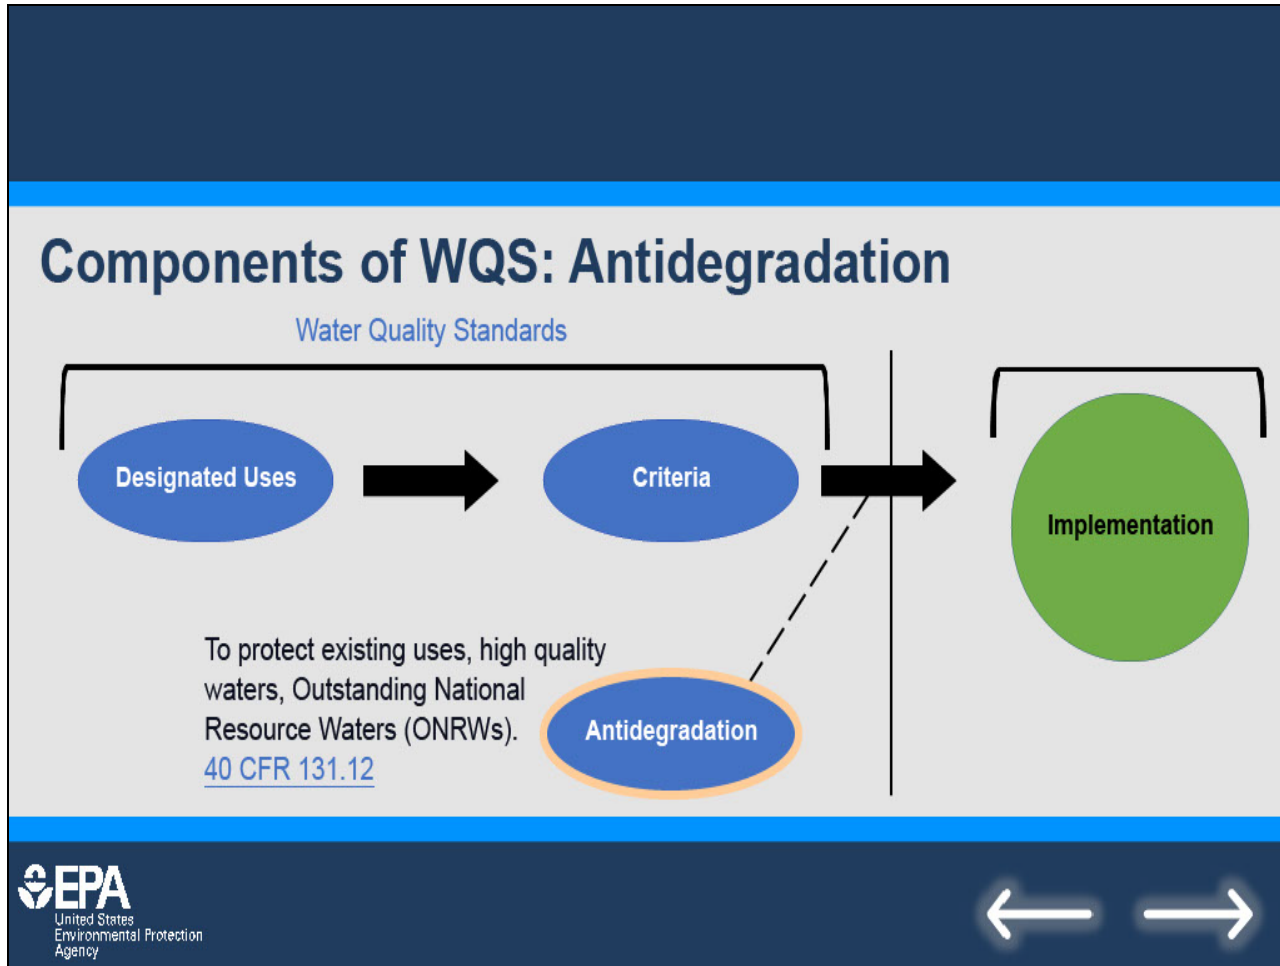 Components of WQS: Antidegradation
Water Quality Standards
Designated Uses
Criteria
Implementation
To protect existing uses, high quality
waters, Outstanding National
Resource Waters (ONRWs).
40 CFR 131.12
Antidegradation
EPA
United States
Environmental Protection
Agency